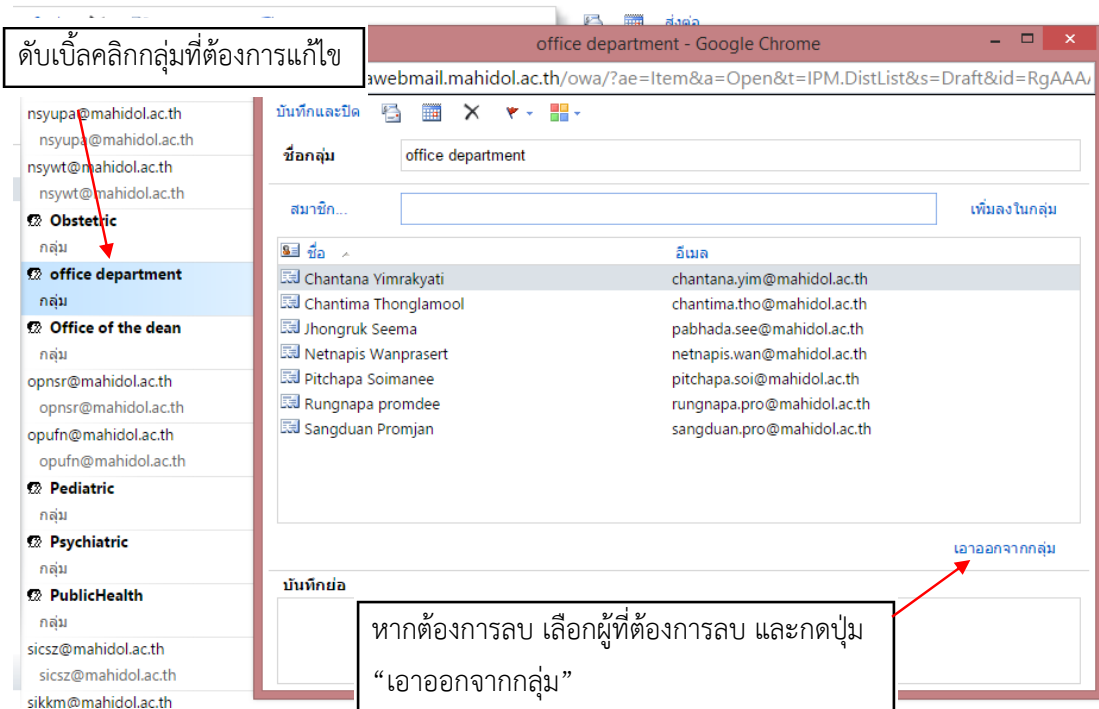 ส่งต่อ
ดับเบิ้ลคลิกกลุ่มที่ต้องการแก้ไข
office department - Google Chrome
awebmail.mahidol.ac.th/owa/?ae=Item&a=Open&t=IPM.DistList&s=Draft&id=RgAAAA
nsyupa@mahidol.ac.th
nsyupa@mahidol.ac.th
nsywt@mahidol.ac.th
nsywt@mahidol.ac.th
Obstetric
กลุ่ม
office department
กลุ่ม
Office of the dean
กลุ่ม
opnsr@mahidol.ac.th
opnsr@mahidol.ac.th
opufn@mahidol.ac.th
opufn@mahidol.ac.th
Pediatric
กลุ่ม
Psychiatric
กลุ่ม
PublicHealth
กลุ่ม
sicsz@mahidol.ac.th
sicsz@mahidol.ac.th
sikkm@mahidol.ac.th
บันทึกและปิด
ชื่อกลุ่ม office department
สมาชิก... เพิ่มลงในกลุ่ม
ชื่อ อีเมล
Chantana Yimrakyati chantana.yim@mahidol.ac.th
Chantima Thonglamool chantima.tho@mahidol.ac.th
Jhongruk Seema pabhada.see@mahidol.ac.th
Netnapis Wanprasert netnapis.wan@mahidol.ac.th
Pitchapa Soimanee pitchapa.soi@mahidol.ac.th
Rungnapa promdee rungnapa.pro@mahidol.ac.th
Sangduan Promjan sangduan.pro@mahidol.ac.th
เอาออกจากกลุ่ม
บันทึกย่อ
หากต้องการลบ เลือกผู้ที่ต้องการลบ และกดปุ่ม
“เอาออกจากกลุ่ม”